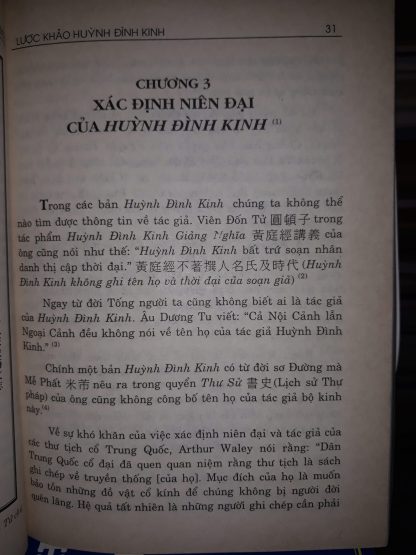 LƯỢC KHẢO HUỲNH ĐÌNH KINH 31
CHƯƠNG 3
XÁC ĐỊNH NIÊN ĐẠI
CỦA HUỲNH ĐÌNH KINH (1)
Trong các bản Huỳnh Đình Kinh chúng ta không thể
nào tìm được thông tin về tác giả. Viên Đốn Tử 圓頓子 trong
tác phẩm Huỳnh Đình Kinh Giảng Nghĩa 黃庭經講義 của
ông cũng nói như thế: "Huỳnh Đình Kinh bất trứ soạn nhân
danh thị cập thời đại." 黃庭經不著撰人名氏及時代 (Huỳnh
Đình Kinh không ghi tên họ và thời đại của soạn giả) (2)
Ngay từ đời Tống người ta cũng không biết ai là tác giả
của Huỳnh Đình Kinh. Âu Dương Tu viết: "Cả Nội Cảnh lẫn
Ngoại Cảnh đều không nói về tên họ của tác giả Huỳnh Đình
Kinh." (3)
Chính một bản Huỳnh Đình Kinh có từ đời sơ Đường mà
Mễ Phất 米芾 nêu ra trong quyển Thư Sử 書史 (Lịch sử Thư
pháp) của ông cũng không công bố tên họ tác giả bộ kinh
này.(4)
Về sự khó khăn của việc xác định niên đại và tác giả của
các thư tịch cổ Trung Quốc, Arthur Waley nói rằng: "Dân
Trung Quốc cổ đại đã quen quan niệm rằng thư tịch là sách
ghi chép về truyền thống [của họ]. Mục đích của họ là muốn
bảo tồn những đồ vật cổ kính để chúng không bị người đời
quên lãng. Hệ quả tất nhiên là những người ghi chép cần phải